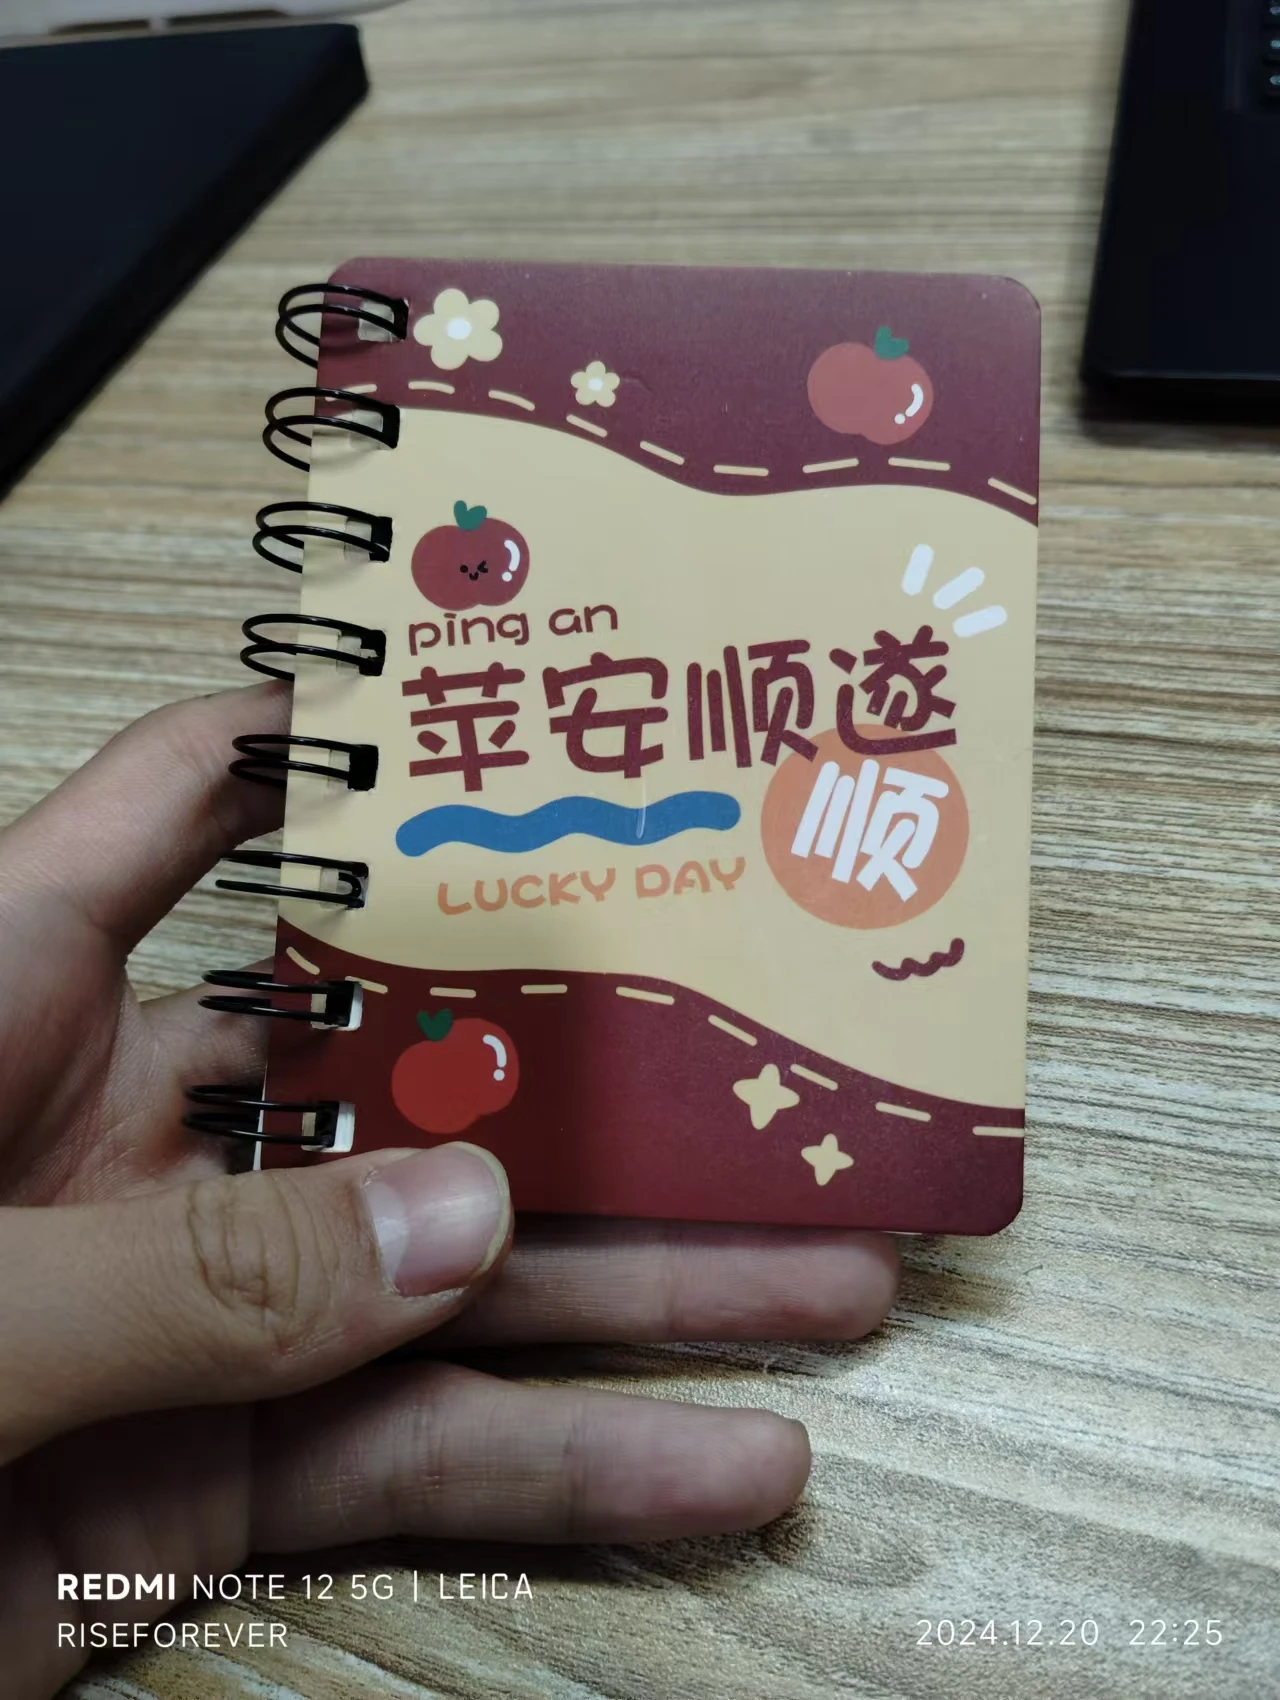 ping an
苹安顺遂
顺
LUCKY DAY
REDMI NOTE 12 5G | LEICA
RISEFOREVER
2024.12.20 22:25